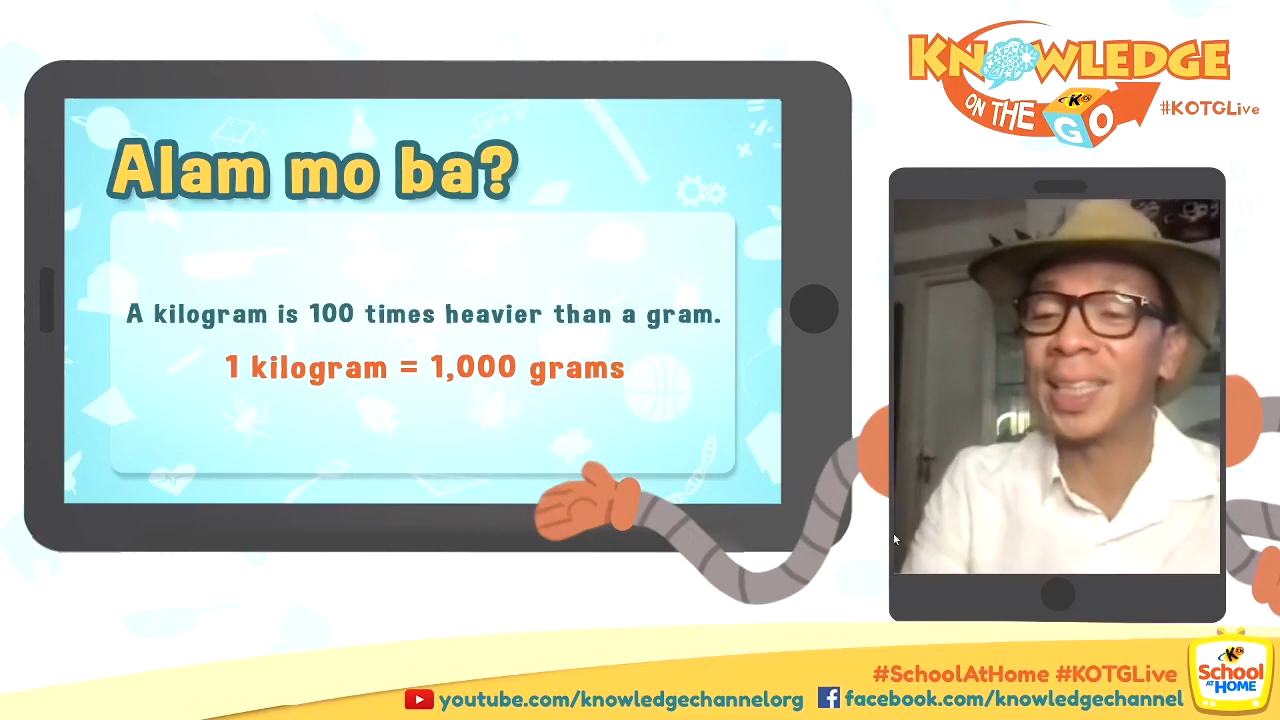 KNOWLEDGE
ON THE GO
#KOTGLive
Alam mo ba?
A kilogram is 100 times heavier than a gram.
1 kilogram = 1,000 grams
#SchoolAtHome #KOTGLive
youtube.com/knowledgechannelorg
facebook.com/knowledgechannel
School
AT HOME